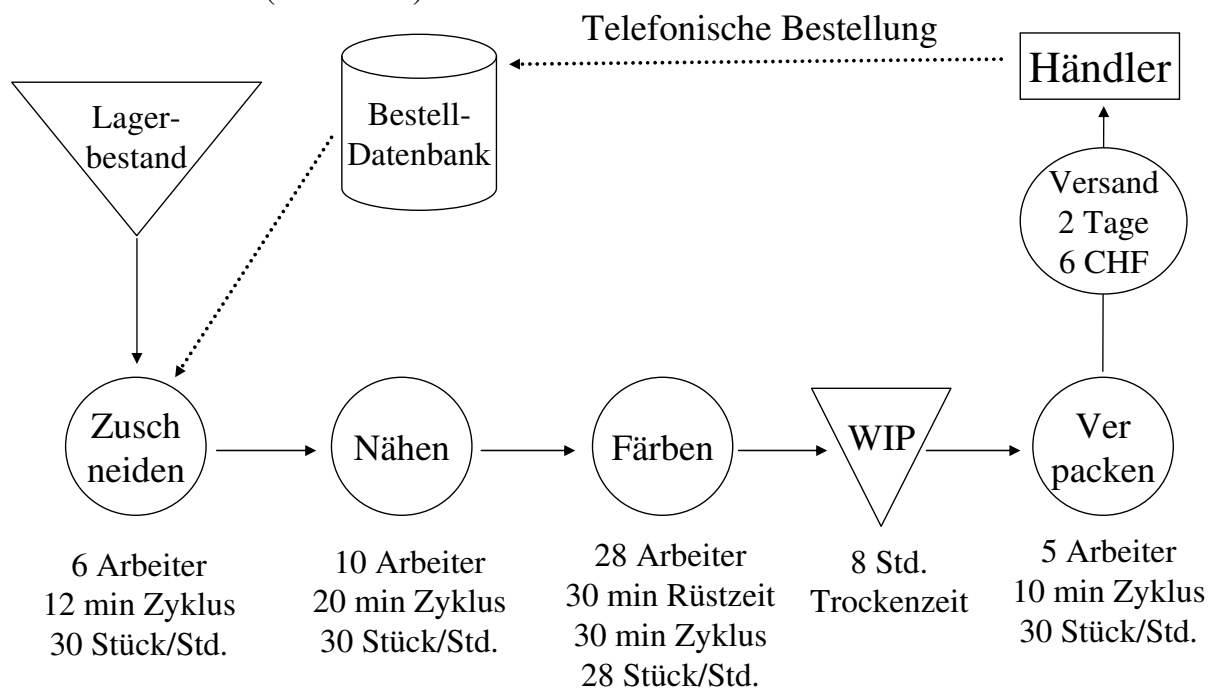 Telefonische Bestellung
Händler
Lager-
bestand
Bestell-
Datenbank
Versand
2 Tage
6 CHF
Zusch
neiden
Nähen
Färben
WIP
Ver
packen
6 Arbeiter
12 min Zyklus
30 Stück/Std.
10 Arbeiter
20 min Zyklus
30 Stück/Std.
28 Arbeiter
30 min Rüstzeit
30 min Zyklus
28 Stück/Std.
8 Std.
Trockenzeit
5 Arbeiter
10 min Zyklus
30 Stück/Std.